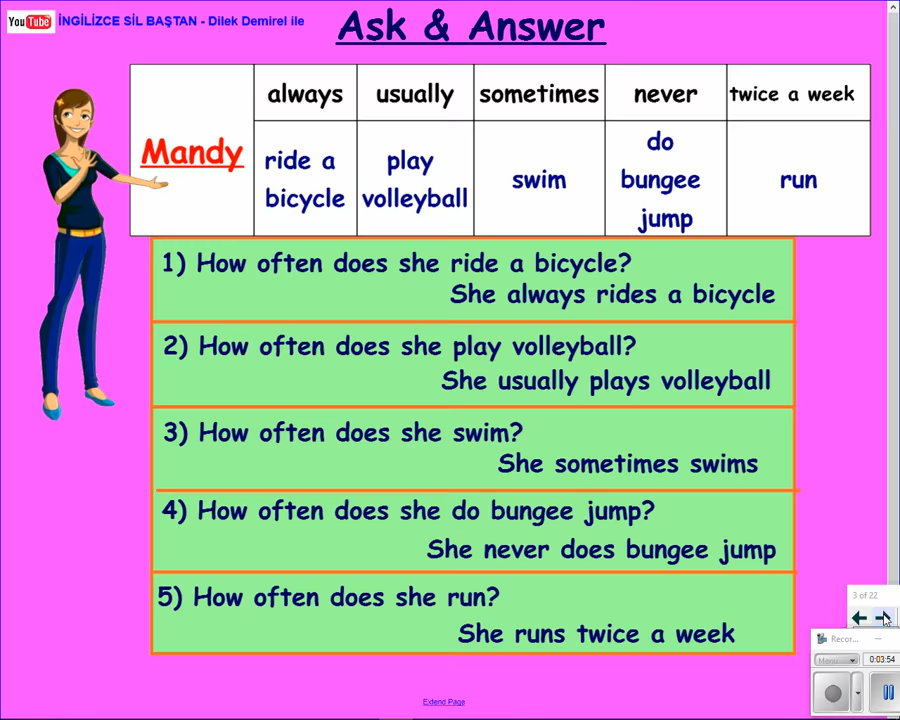 YouTube İNGİLİZCE SİL BAŞTAN - Dilek Demirel ile
Ask & Answer
always usually sometimes never twice a week
Mandy
ride a bicycle
play volleyball
swim
do bungee jump
run
1) How often does she ride a bicycle?
She always rides a bicycle
2) How often does she play volleyball?
She usually plays volleyball
3) How often does she swim?
She sometimes swims
4) How often does she do bungee jump?
She never does bungee jump
5) How often does she run?
She runs twice a week
3 of 22
Recor...
Menu
0:03:54
Extend Page